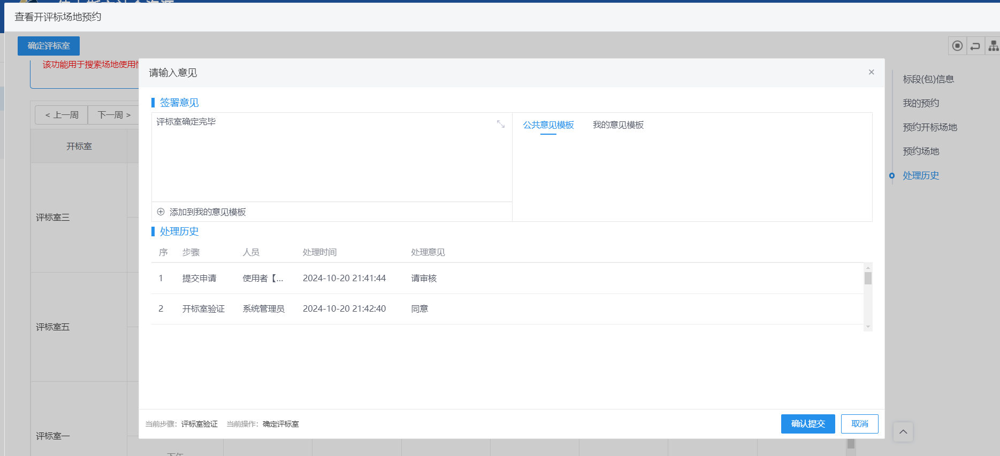 查看开评标场地预约
确定评标室
该功能用于搜索场地使用
< 上一周
下一周 >
开标室
评标室三
评标室五
评标室一
下午
请输入意见
×
签署意见
评标室确定完毕
添加到我的意见模板
公共意见模板
我的意见模板
处理历史
序 步骤 人员 处理时间 处理意见
1 提交申请 使用者【... 2024-10-20 21:41:44 请审核
2 开标室验证 系统管理员 2024-10-20 21:42:40 同意
当前步骤：评标室验证 当前操作：确定评标室
确认提交
取消
标段(包)信息
我的预约
预约开标场地
预约场地
处理历史